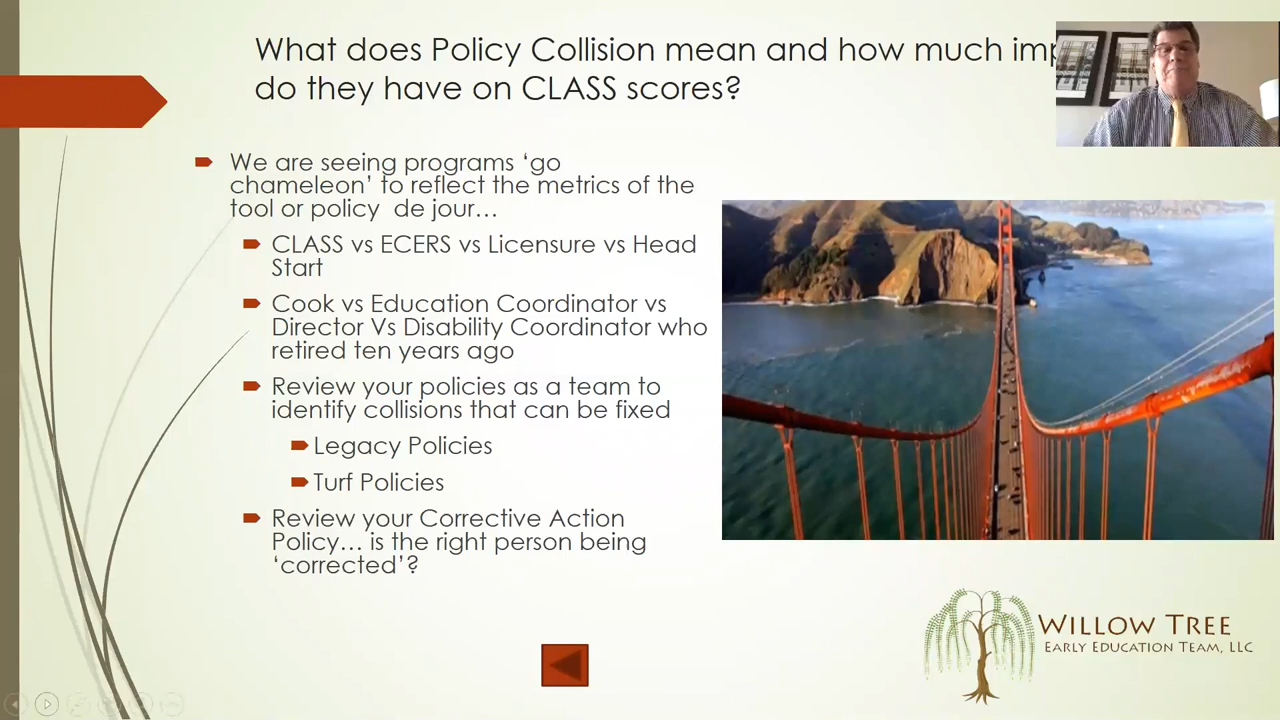 What does Policy Collision mean and how much imp
do they have on CLASS scores?
We are seeing programs ‘go
chameleon’ to reflect the metrics of the
tool or policy  de jour…
CLASS vs ECERS vs Licensure vs Head
Start
Cook vs Education Coordinator vs
Director Vs Disability Coordinator who
retired ten years ago
Review your policies as a team to
identify collisions that can be fixed
Legacy Policies
Turf Policies
Review your Corrective Action
Policy… is the right person being
‘corrected’?
Willow Tree
Early Education Team, LLC